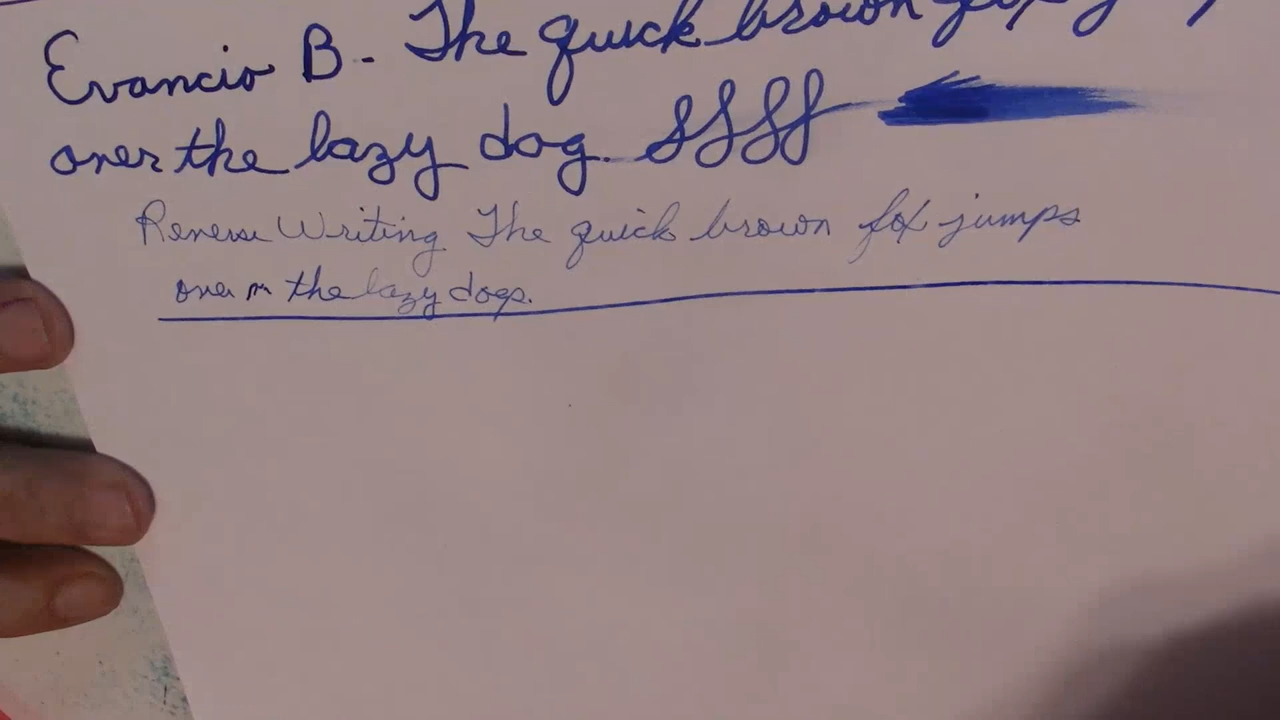 Evancio B. The quick brown fox j
over the lazy dog.
Reverse Writing The quick brown fox jumps
over the lazy dogs.